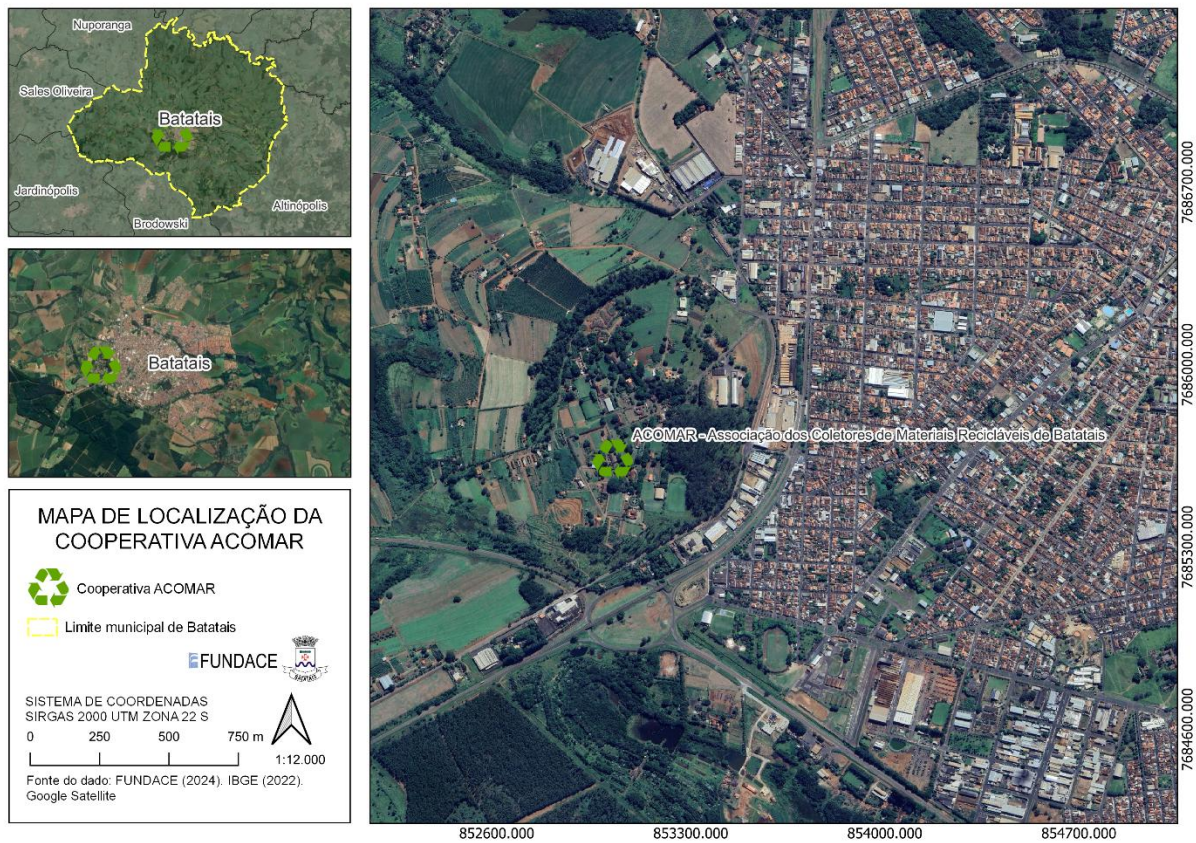 Nuporanga
Sales Oliveira
Batatais
Jardinópolis
Altinópolis
Brodowski
Batatais
MAPA DE LOCALIZAÇÃO DA
COOPERATIVA ACOMAR
Cooperativa ACOMAR
Limite municipal de Batatais
FUNDACE
BATATAIS
SISTEMA DE COORDENADAS
SIRGAS 2000 UTM ZONA 22 S
0 250 500 750 m
1:12.000
Fonte do dado: FUNDACE (2024). IBGE (2022).
Google Satellite
ACOMAR - Associação dos Coletores de Materiais Recicláveis de Batatais
7686700.000
7686000.000
7685300.000
7684600.000
852600.000 853300.000 854000.000 854700.000